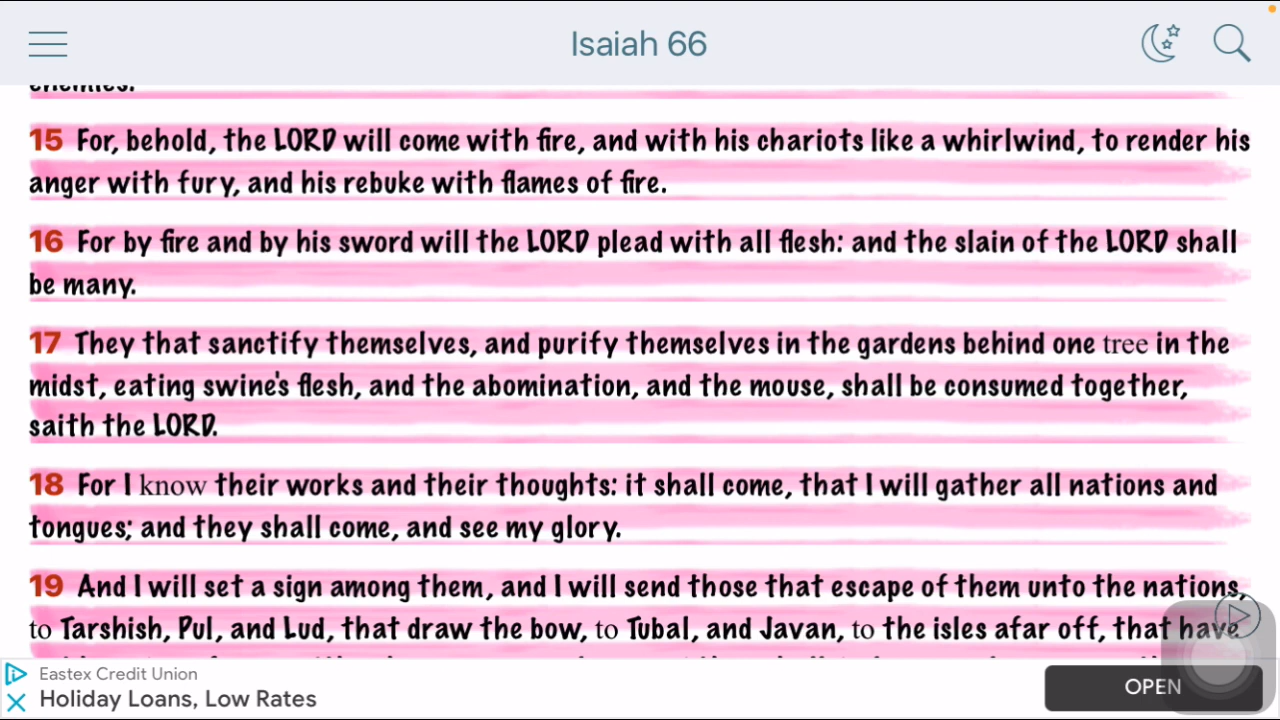 Isaiah 66
enemies.
15 For, behold, the LORD will come with fire, and with his chariots like a whirlwind, to render his
anger with fury, and his rebuke with flames of fire.
16 For by fire and by his sword will the LORD plead with all flesh: and the slain of the LORD shall
be many.
17 They that sanctify themselves, and purify themselves in the gardens behind one tree in the
midst, eating swine's flesh, and the abomination, and the mouse, shall be consumed together,
saith the LORD.
18 For I know their works and their thoughts: it shall come, that I will gather all nations and
tongues; and they shall come, and see my glory.
19 And I will set a sign among them, and I will send those that escape of them unto the nations,
to Tarshish, Pul, and Lud, that draw the bow, to Tubal, and Javan, to the isles afar off, that have
Eastex Credit Union
Holiday Loans, Low Rates
OPEN